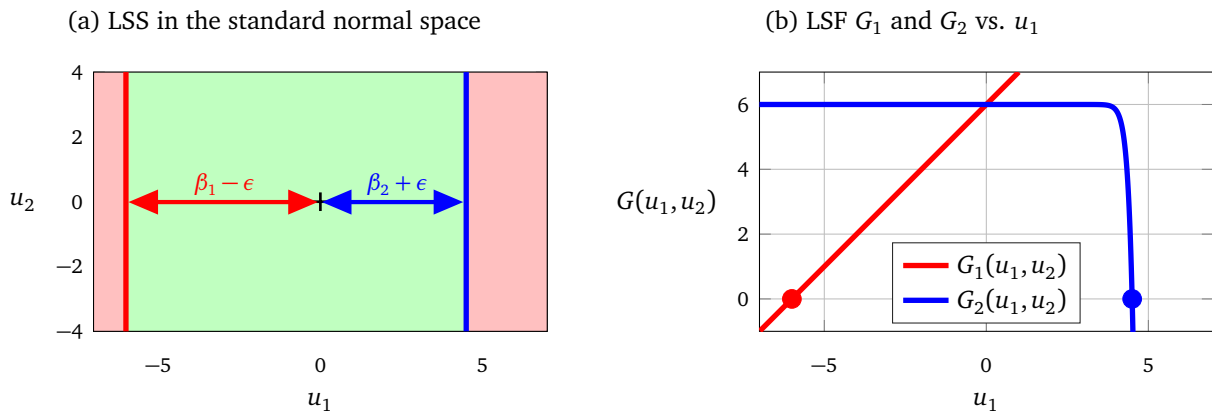 (a) LSS in the standard normal space
4
2
0
−2
−4
u₂
β₁ − ϵ
β₂ + ϵ
−5
0
5
u₁
(b) LSF G₁ and G₂ vs. u₁
6
4
2
0
G(u₁, u₂)
G₁(u₁, u₂)
G₂(u₁, u₂)
−5
0
5
u₁